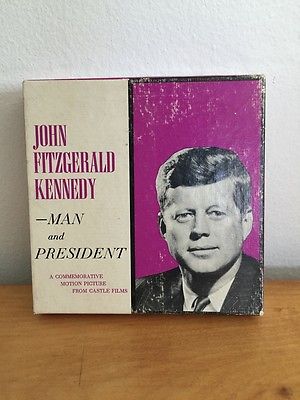 JOHN
FITZGERALD
KENNEDY
—MAN
and
PRESIDENT
A COMMEMORATIVE
MOTION PICTURE
FROM CASTLE FILMS